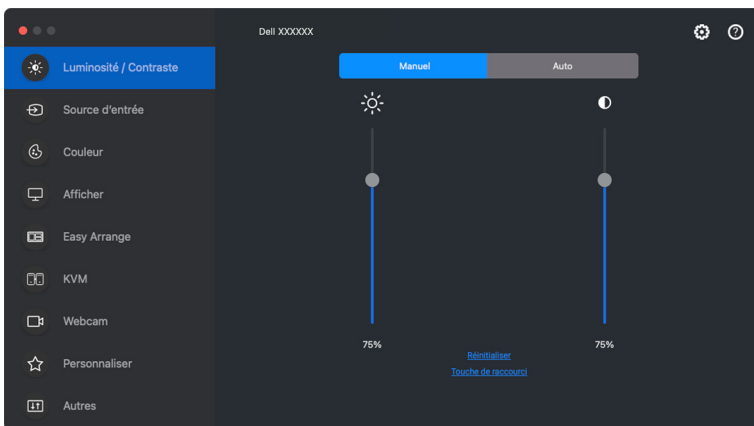 Dell XXXXXX
Luminosité / Contraste
Source d'entrée
Couleur
Afficher
Easy Arrange
KVM
Webcam
Personnaliser
Autres
Manuel
Auto
75%
75%
Réinitialiser
Touche de raccourci